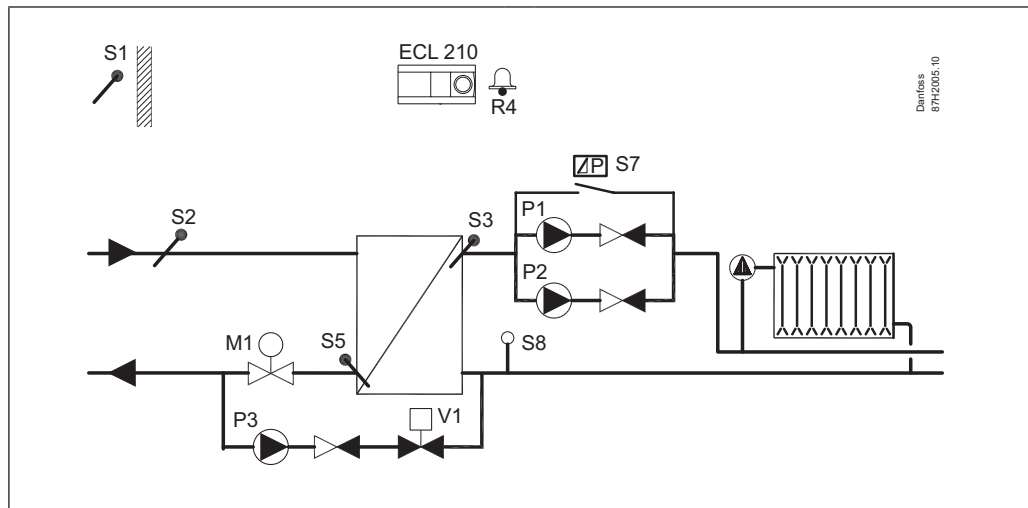 S1
ECL 210
R4
Danfoss
87H2005.10
P S7
S2
S3
P1
P2
M1
S5
S8
P3
V1